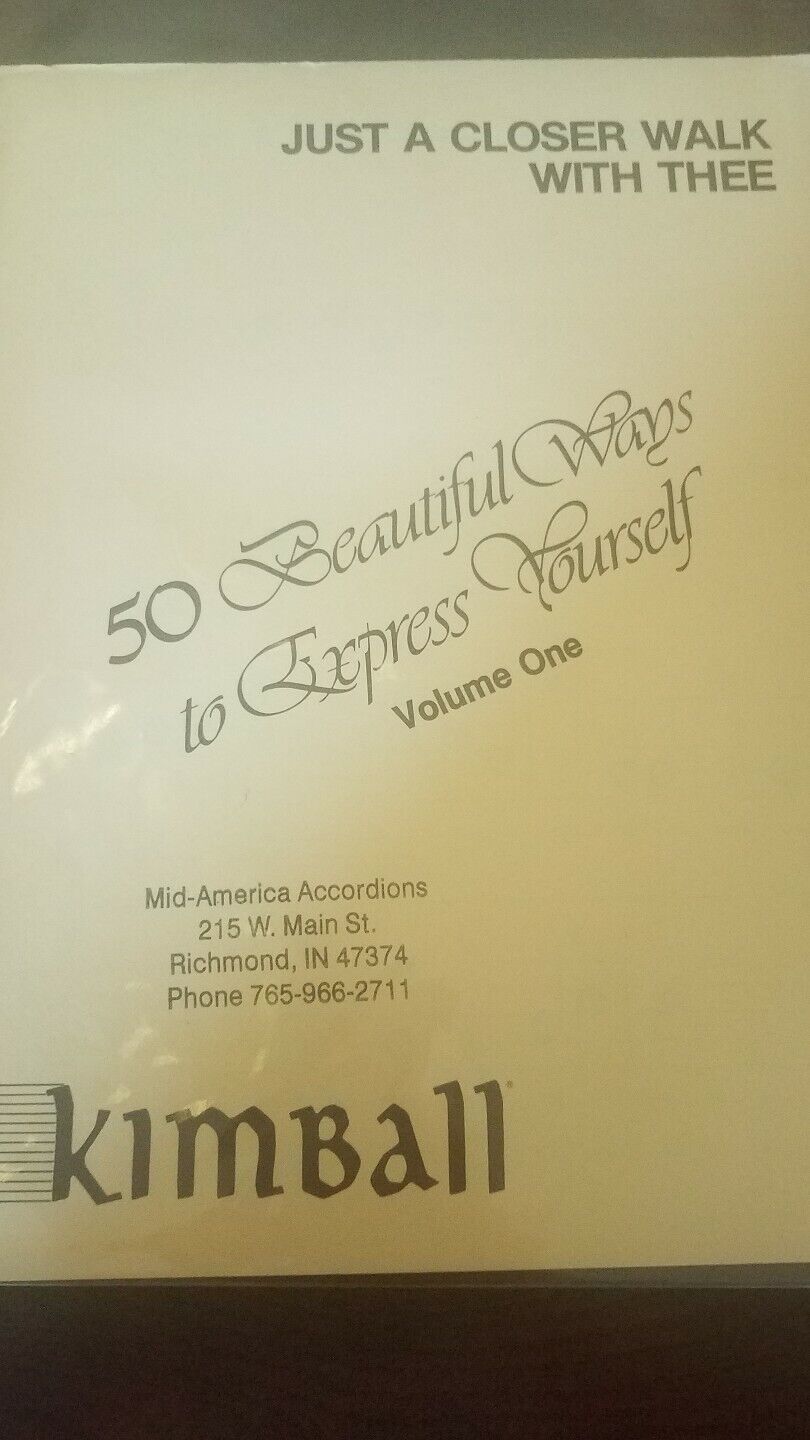 JUST A CLOSER WALK
WITH THEE
50 Beautiful Ways
to Express Yourself
Volume One
Mid-America Accordions
215 W. Main St.
Richmond, IN 47374
Phone 765-966-2711
kimBall®